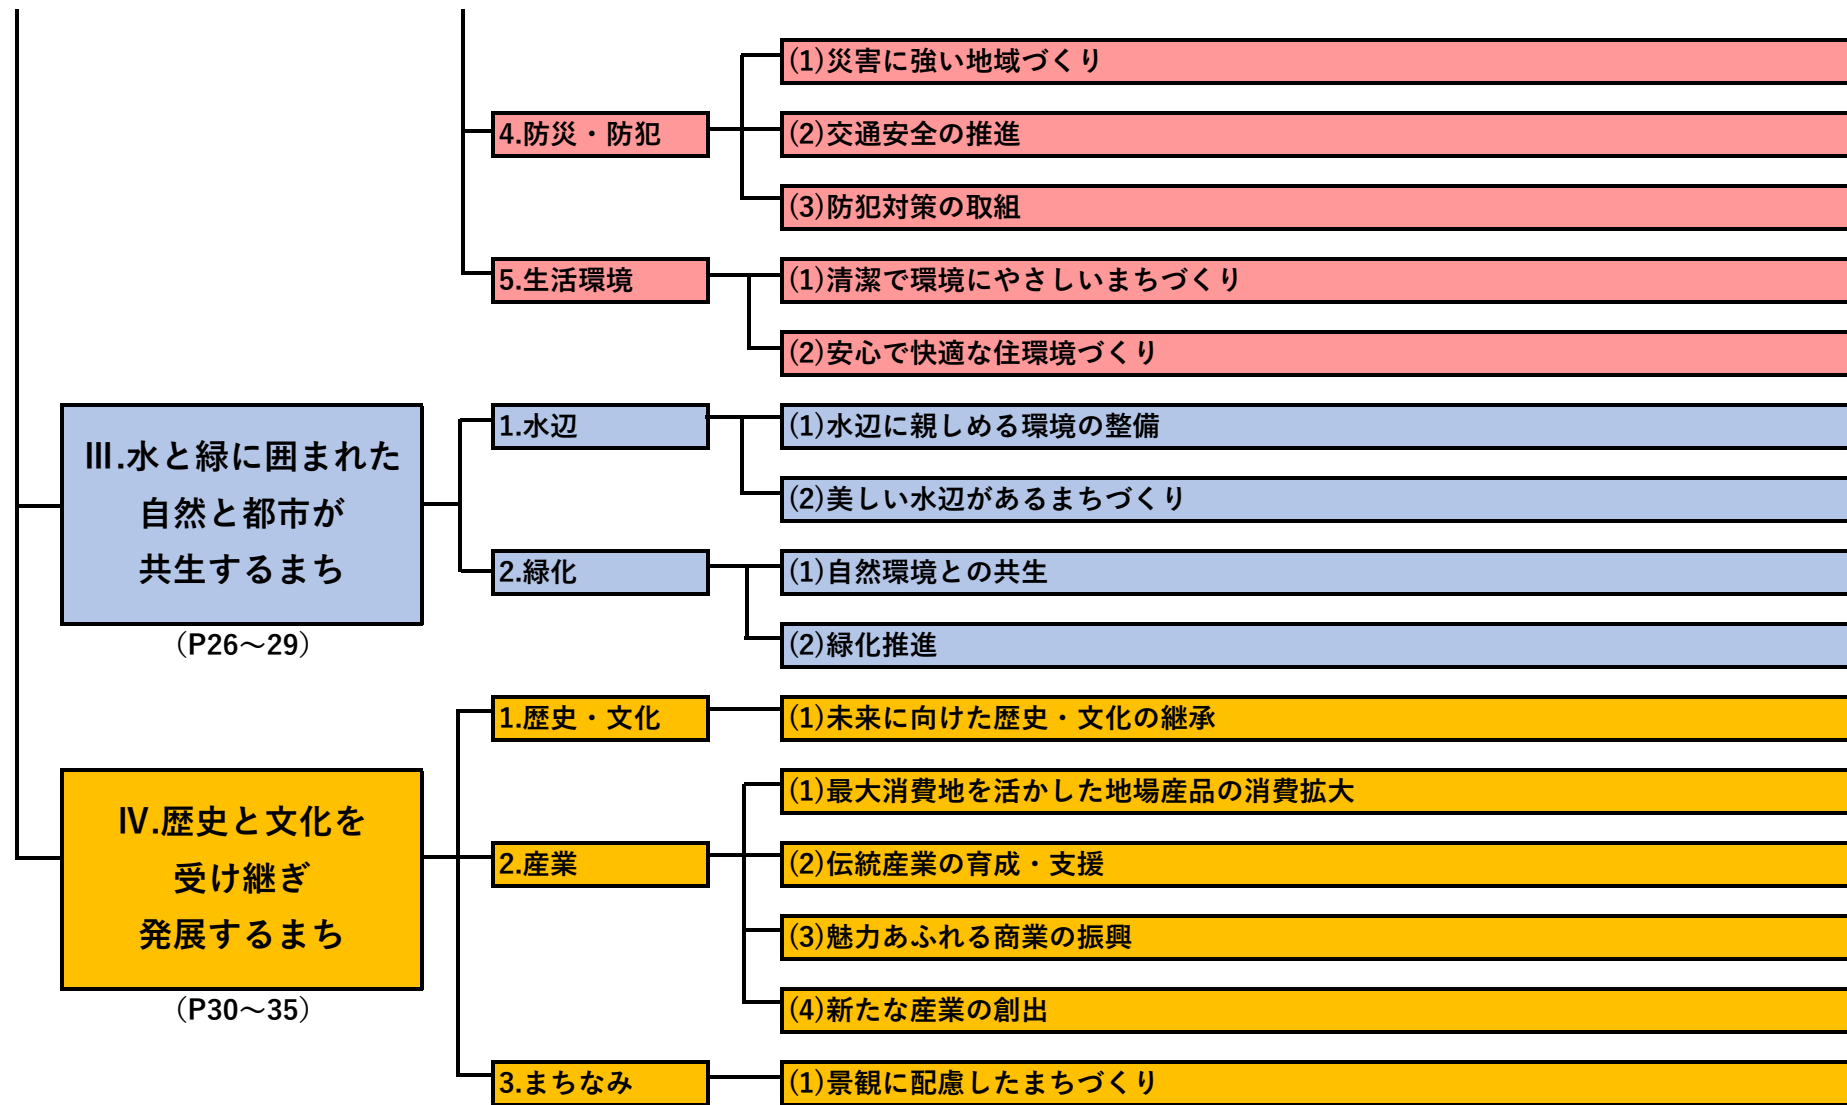 (1)災害に強い地域づくり
4.防災・防犯
(2)交通安全の推進
(3)防犯対策の取組
5.生活環境
(1)清潔で環境にやさしいまちづくり
(2)安心で快適な住環境づくり
Ⅲ.水と緑に囲まれた
自然と都市が
共生するまち
(P26～29)
1.水辺
(1)水辺に親しめる環境の整備
(2)美しい水辺があるまちづくり
2.緑化
(1)自然環境との共生
(2)緑化推進
Ⅳ.歴史と文化を
受け継ぎ
発展するまち
(P30～35)
1.歴史・文化
(1)未来に向けた歴史・文化の継承
2.産業
(1)最大消費地を活かした地場産品の消費拡大
(2)伝統産業の育成・支援
(3)魅力あふれる商業の振興
(4)新たな産業の創出
3.まちなみ
(1)景観に配慮したまちづくり